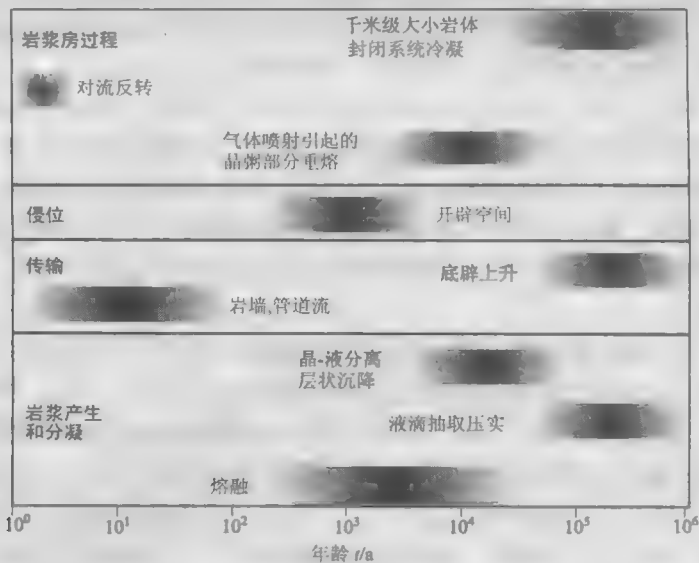 岩浆房过程
千米级大小岩体
封闭系统冷凝
对流反转
气体喷射引起的
晶粥部分重熔
侵位
开辟空间
传输
底辟上升
岩墙,管道流
晶-液分离
层状沉降
岩浆产生
和分凝
液滴抽取压实
熔融
10⁰
10¹
10²
10³
10⁴
10⁵
10⁶
年龄 t/a